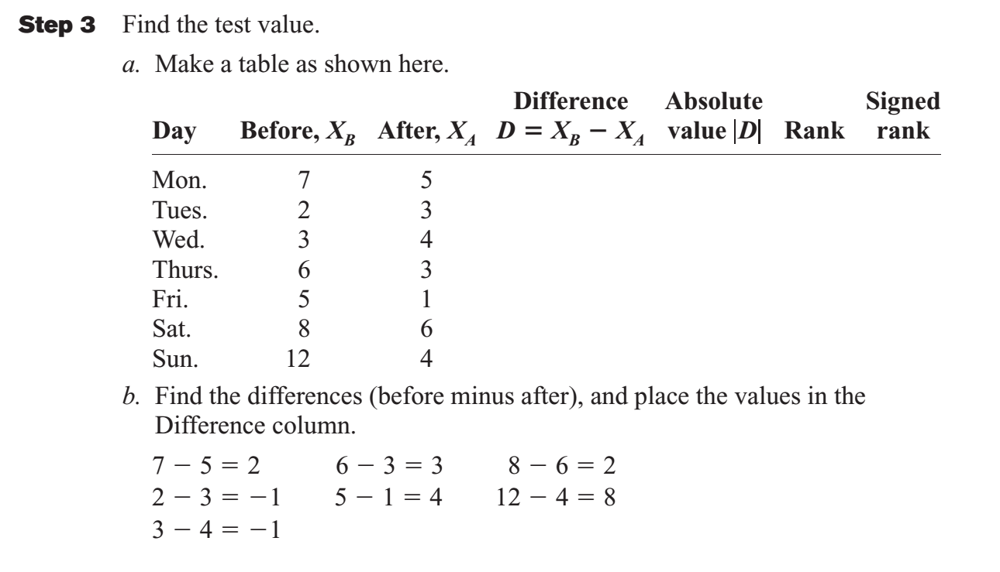 Step 3 Find the test value.
a. Make a table as shown here.
Difference Absolute Signed
Day Before, X_B After, X_A D = X_B − X_A value |D| Rank rank
Mon. 7 5
Tues. 2 3
Wed. 3 4
Thurs. 6 3
Fri. 5 1
Sat. 8 6
Sun. 12 4
b. Find the differences (before minus after), and place the values in the
Difference column.
7 − 5 = 2 6 − 3 = 3 8 − 6 = 2
2 − 3 = −1 5 − 1 = 4 12 − 4 = 8
3 − 4 = −1